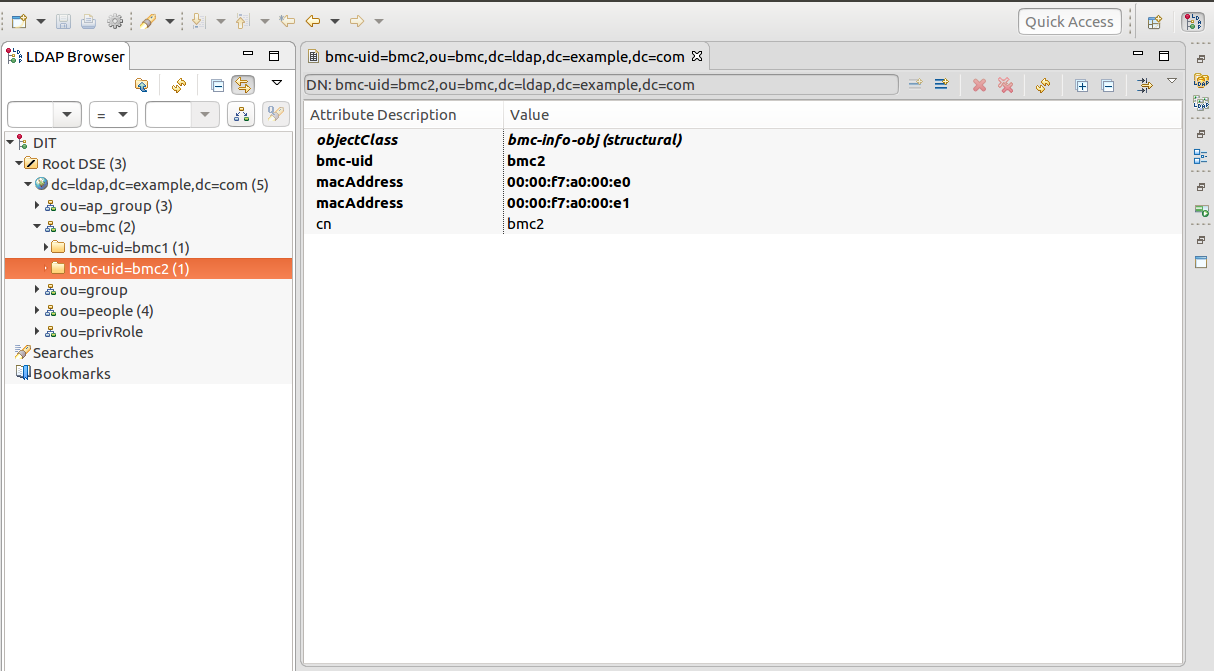 Quick Access
LDAP Browser
bmc-uid=bmc2,ou=bmc,dc=ldap,dc=example,dc=com
DN: bmc-uid=bmc2,ou=bmc,dc=ldap,dc=example,dc=com
=
Attribute Description Value
objectClass bmc-info-obj (structural)
bmc-uid bmc2
macAddress 00:00:f7:a0:00:e0
macAddress 00:00:f7:a0:00:e1
cn bmc2
DIT
Root DSE (3)
dc=ldap,dc=example,dc=com (5)
ou=ap_group (3)
ou=bmc (2)
bmc-uid=bmc1 (1)
bmc-uid=bmc2 (1)
ou=group
ou=people (4)
ou=privRole
Searches
Bookmarks